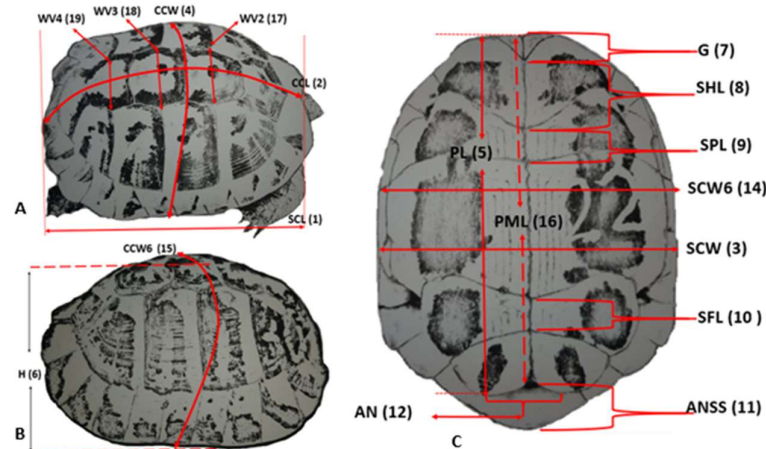 WV4 (19)
WV3 (18)
CCW (4)
WV2 (17)
CCL (2)
A
SCL (1)
CCW6 (15)
H (6)
B
G (7)
SHL (8)
PL (5)
SPL (9)
SCW6 (14)
PML (16)
SCW (3)
SFL (10 )
AN (12)
ANSS (11)
C